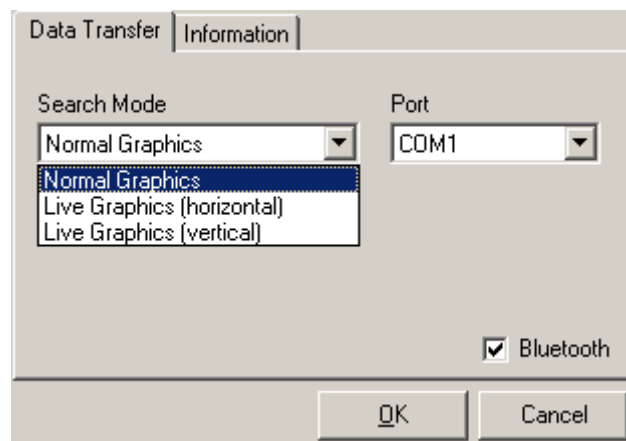 Data Transfer Information
Search Mode Port
Normal Graphics COM1
Normal Graphics
Live Graphics (horizontal)
Live Graphics (vertical)
Bluetooth
OK Cancel